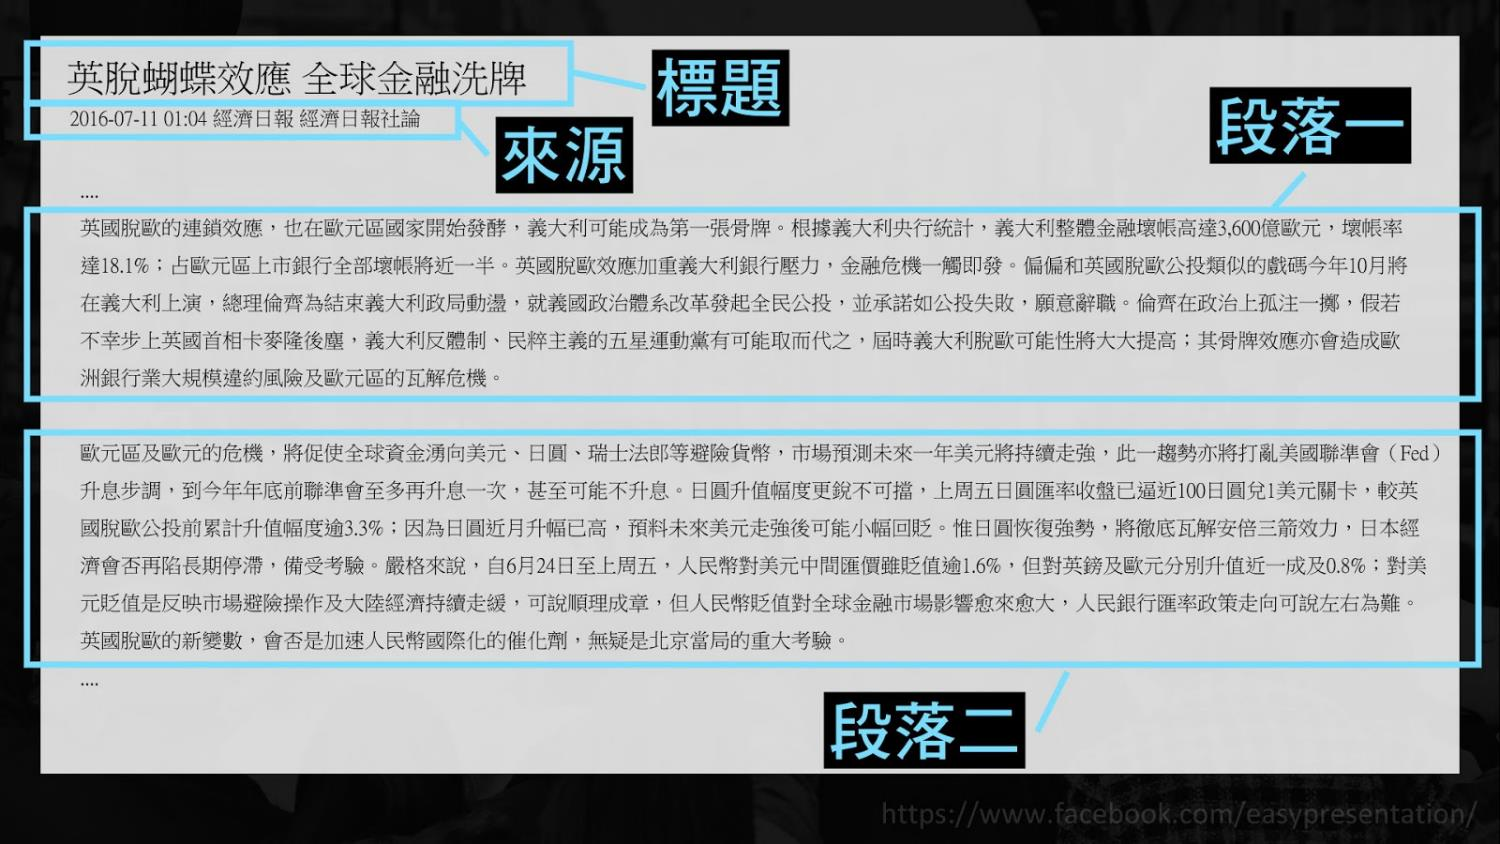 英脫蝴蝶效應 全球金融洗牌
標題
2016-07-11 01:04 經濟日報 經濟日報社論
來源
段落一
....
英國脫歐的連鎖效應，也在歐元區國家開始發酵，義大利可能成為第一張骨牌。根據義大利央行統計，義大利整體金融壞帳高達3,600億歐元，壞帳率
達18.1%；占歐元區上市銀行全部壞帳將近一半。英國脫歐效應加重義大利銀行壓力，金融危機一觸即發。偏偏和英國脫歐公投類似的戲碼今年10月將
在義大利上演，總理倫齊為結束義大利政局動盪，就義國政治體系改革發起全民公投，並承諾如公投失敗，願意辭職。倫齊在政治上孤注一擲，假若
不幸步上英國首相卡麥隆後塵，義大利反體制、民粹主義的五星運動黨有可能取而代之，屆時義大利脫歐可能性將大大提高；其骨牌效應亦會造成歐
洲銀行業大規模違約風險及歐元區的瓦解危機。
歐元區及歐元的危機，將促使全球資金湧向美元、日圓、瑞士法郎等避險貨幣，市場預測未來一年美元將持續走強，此一趨勢亦將打亂美國聯準會（Fed）
升息步調，到今年年底前聯準會至多再升息一次，甚至可能不升息。日圓升值幅度更銳不可擋，上周五日圓匯率收盤已逼近100日圓兌1美元關卡，較英
國脫歐公投前累計升值幅度逾3.3%；因為日圓近月升幅已高，預料未來美元走強後可能小幅回貶。惟日圓恢復強勢，將徹底瓦解安倍三箭效力，日本經
濟會否再陷長期停滯，備受考驗。嚴格來說，自6月24日至上周五，人民幣對美元中間匯價雖貶值逾1.6%，但對英鎊及歐元分別升值近一成及0.8%；對美
元貶值是反映市場避險操作及大陸經濟持續走緩，可說順理成章，但人民幣貶值對全球金融市場影響愈來愈大，人民銀行匯率政策走向可說左右為難。
英國脫歐的新變數，會否是加速人民幣國際化的催化劑，無疑是北京當局的重大考驗。
....
段落二
https://www.facebook.com/easypresentation/